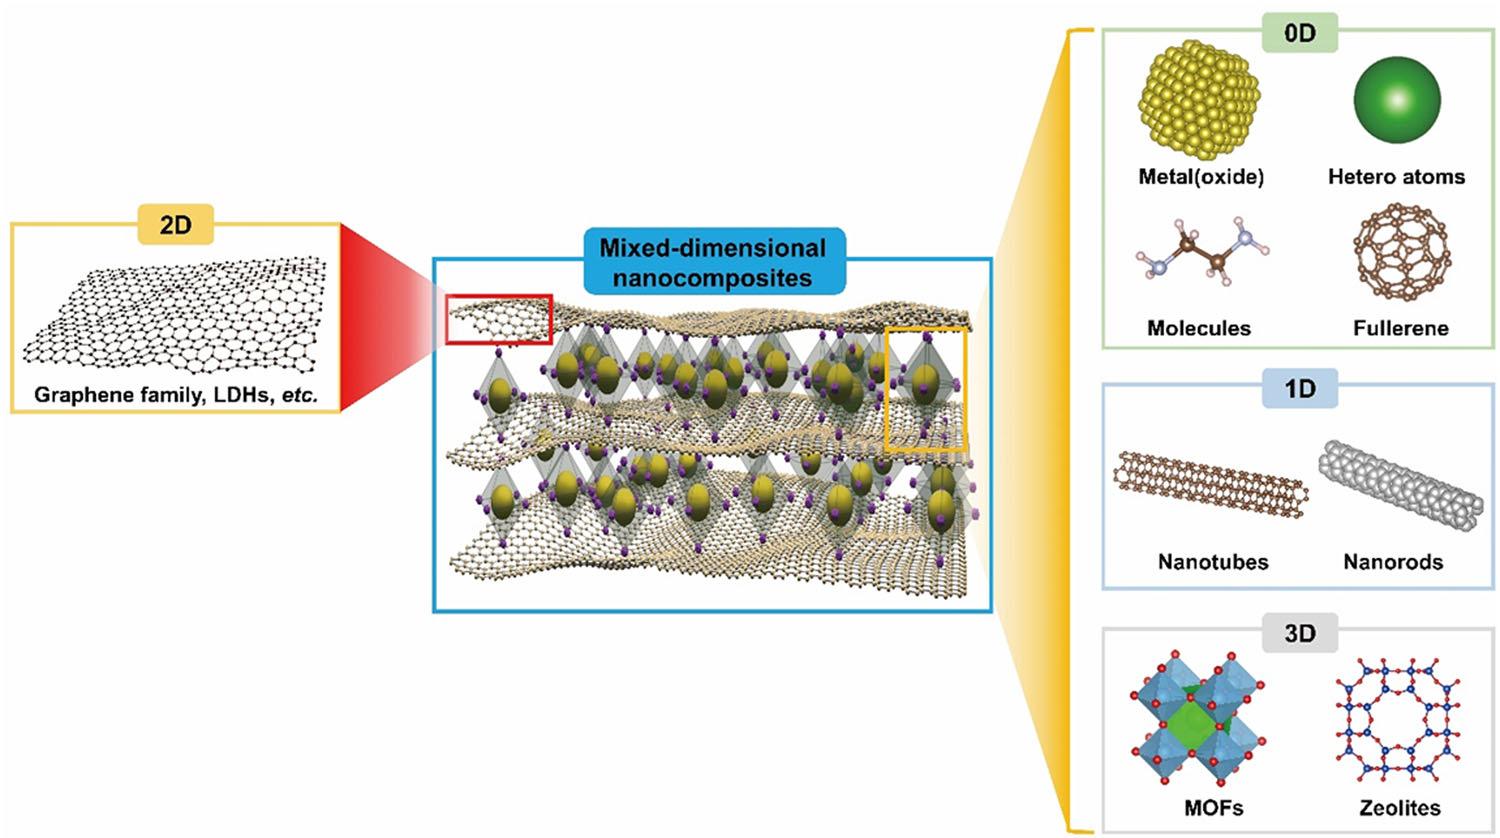 2D
Graphene family, LDHs, etc.
Mixed-dimensional
nanocomposites
0D
Metal(oxide)
Hetero atoms
Molecules
Fullerene
1D
Nanotubes
Nanorods
3D
MOFs
Zeolites